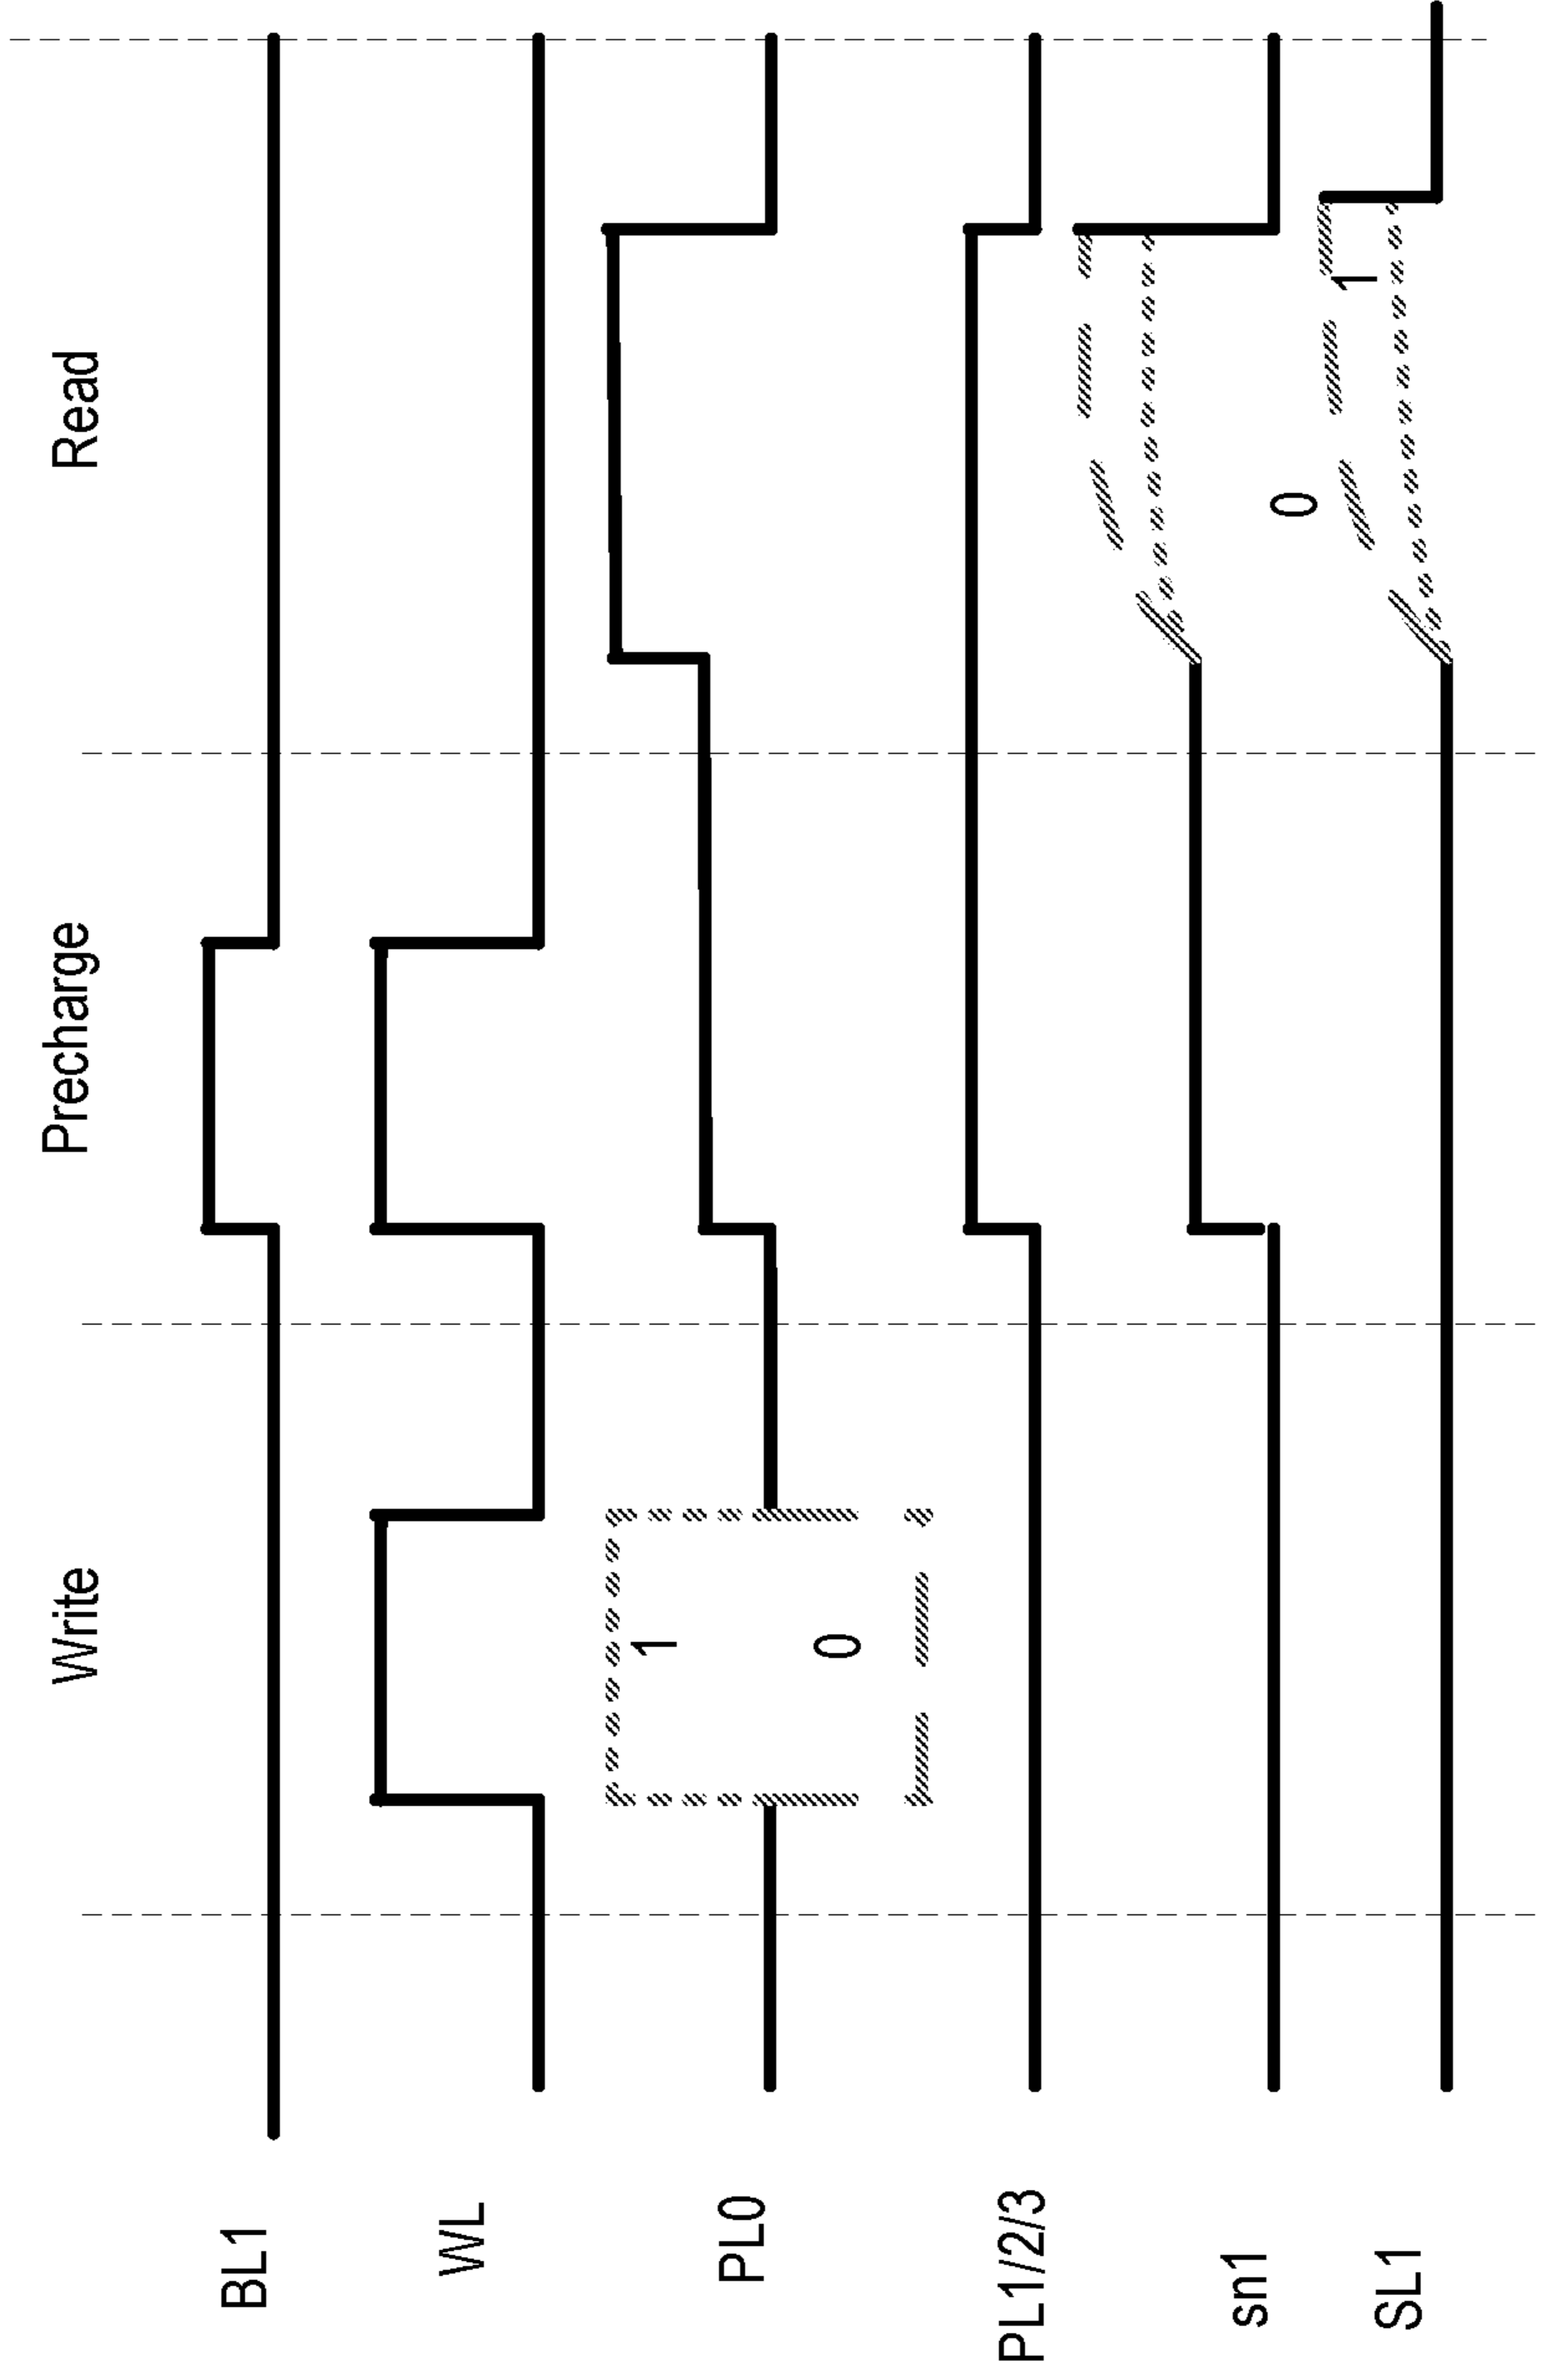 Write Precharge Read
BL1
WL
PL0
1
0
PL1/2/3
sn1
0
SL1
1